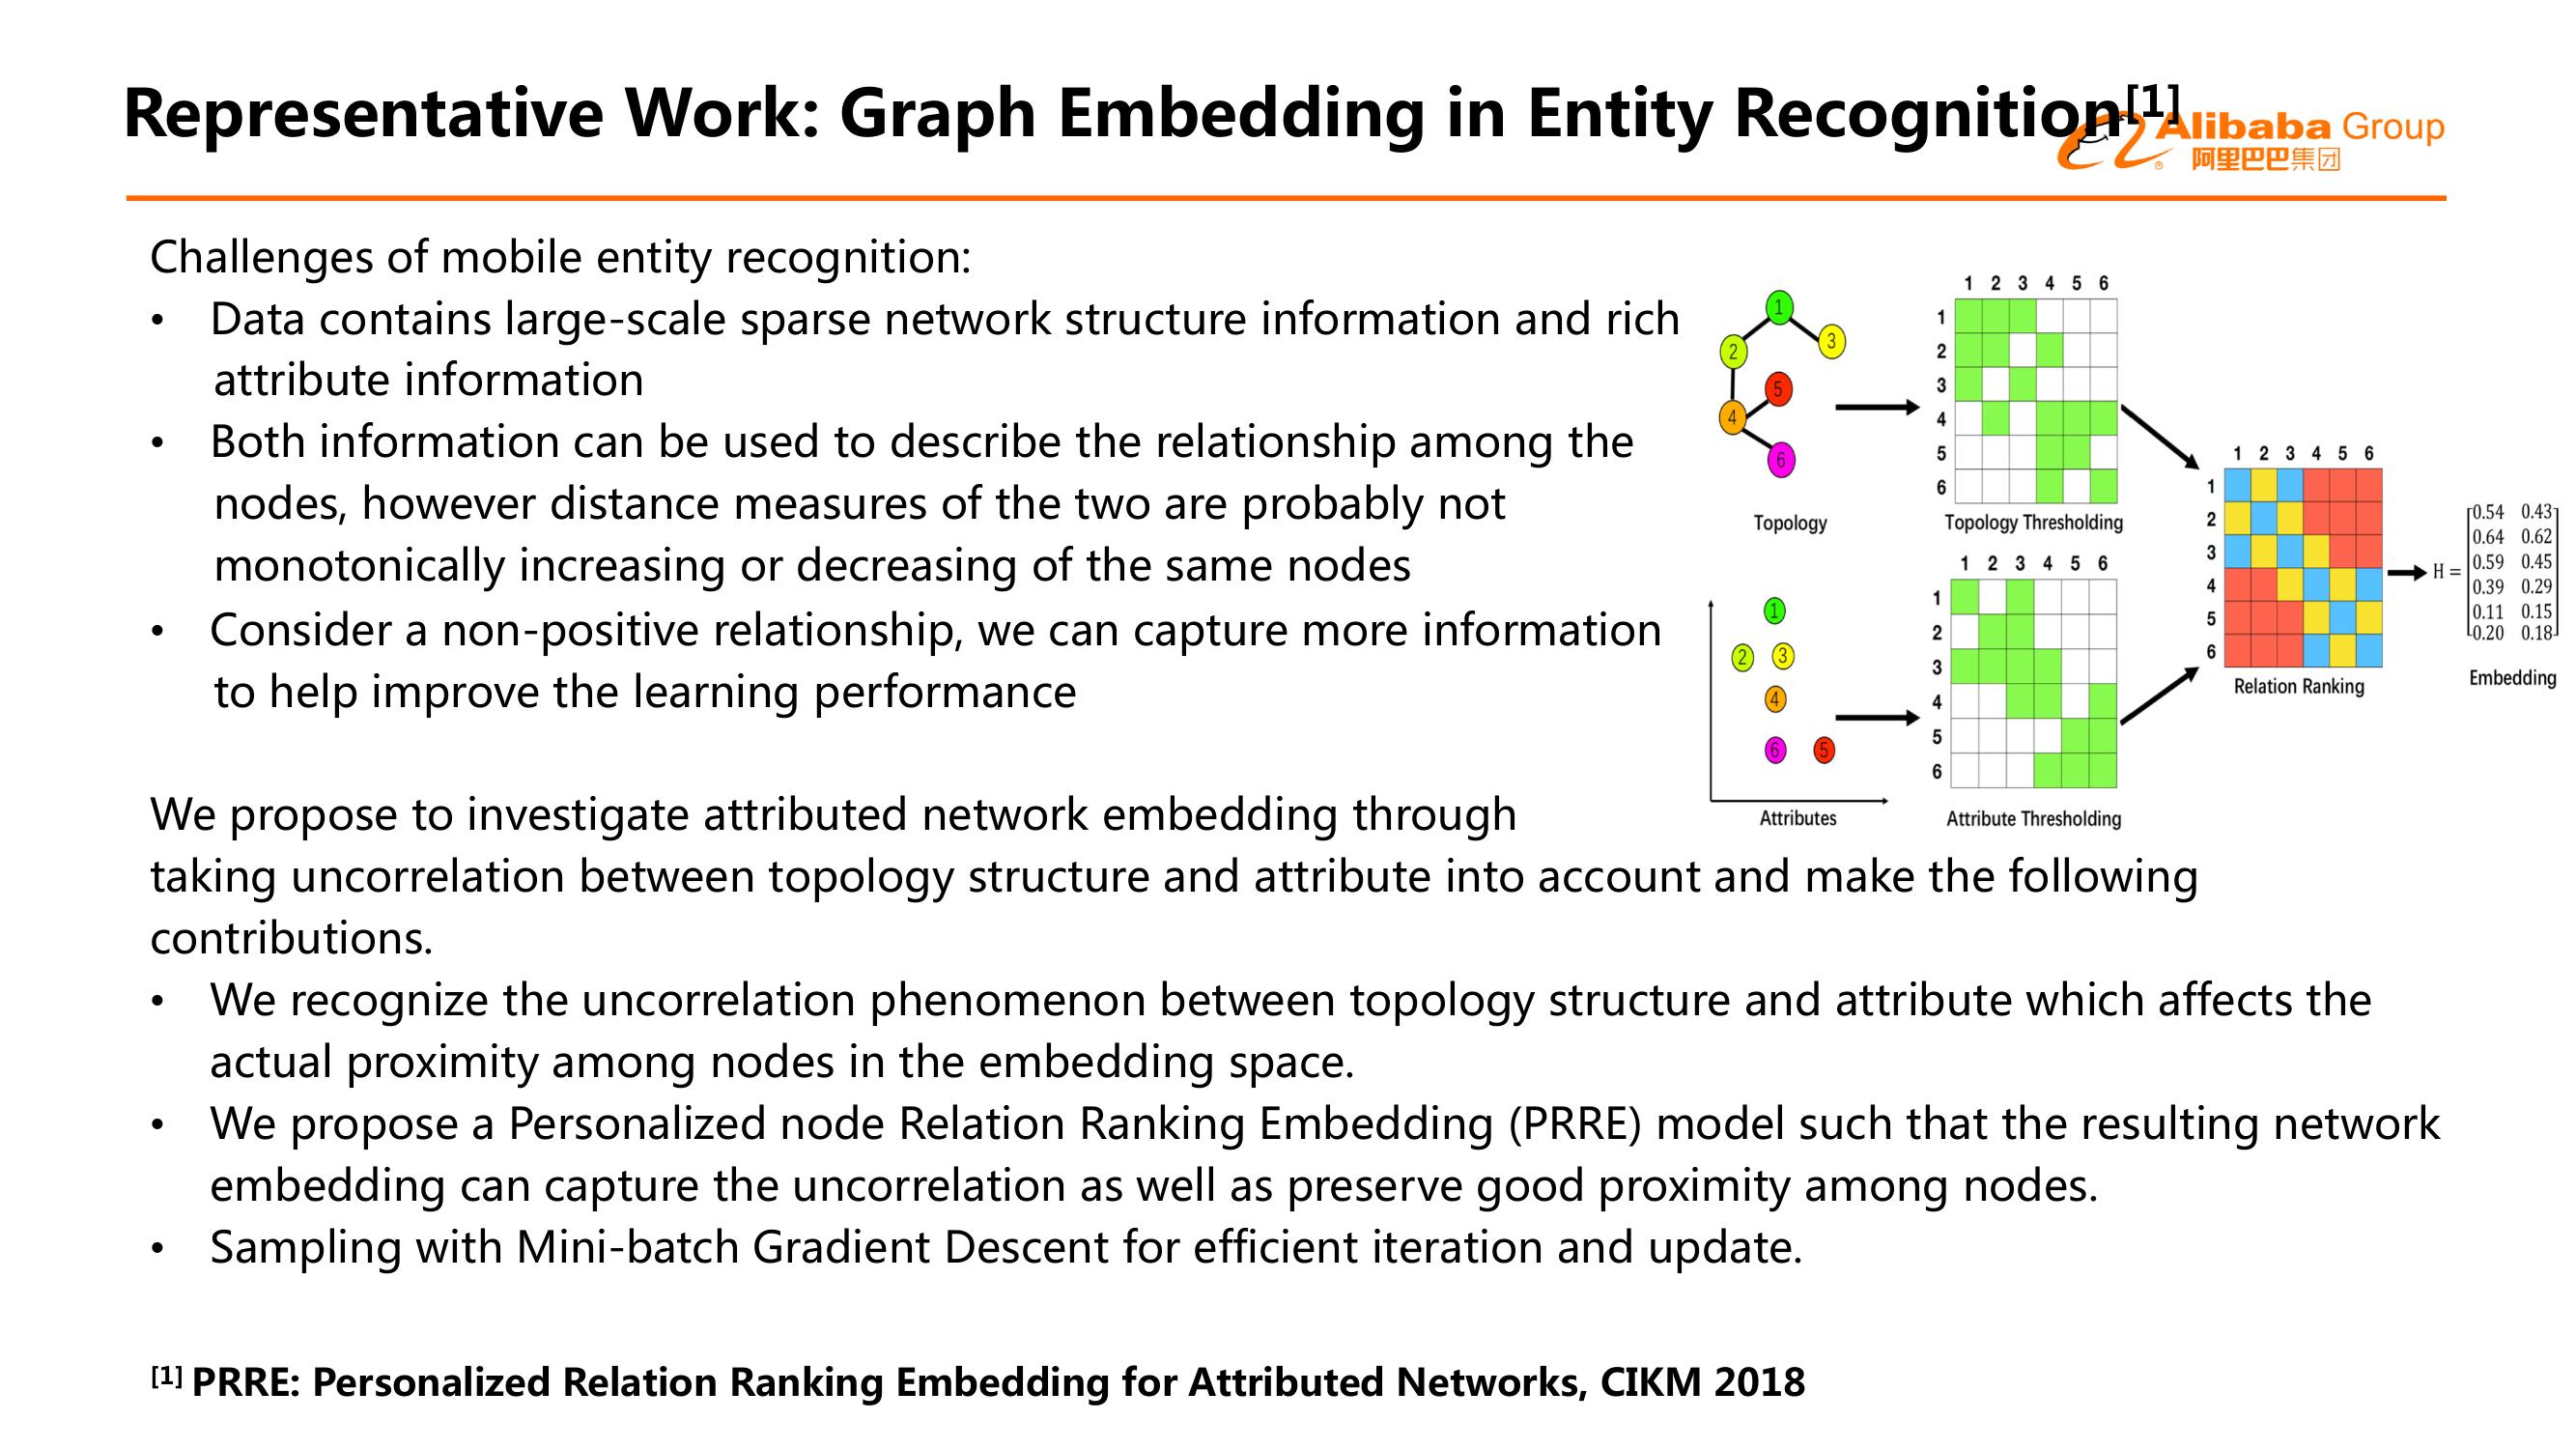 Representative Work: Graph Embedding in Entity Recognition[1]
Alibaba Group
阿里巴巴集团
Challenges of mobile entity recognition:
• Data contains large-scale sparse network structure information and rich
attribute information
• Both information can be used to describe the relationship among the
nodes, however distance measures of the two are probably not
monotonically increasing or decreasing of the same nodes
• Consider a non-positive relationship, we can capture more information
to help improve the learning performance
We propose to investigate attributed network embedding through
taking uncorrelation between topology structure and attribute into account and make the following
contributions.
• We recognize the uncorrelation phenomenon between topology structure and attribute which affects the
actual proximity among nodes in the embedding space.
• We propose a Personalized node Relation Ranking Embedding (PRRE) model such that the resulting network
embedding can capture the uncorrelation as well as preserve good proximity among nodes.
• Sampling with Mini-batch Gradient Descent for efficient iteration and update.
1
2
3
5
4
6
Topology
1 2 3 4 5 6
1
2
3
4
5
6
Topology Thresholding
1
2 3
4
6 5
Attributes
1 2 3 4 5 6
1
2
3
4
5
6
Attribute Thresholding
1 2 3 4 5 6
1
2
3
4
5
6
Relation Ranking
H =
0.54 0.43
0.64 0.62
0.59 0.45
0.39 0.29
0.11 0.15
0.20 0.18
Embedding
[1] PRRE: Personalized Relation Ranking Embedding for Attributed Networks, CIKM 2018